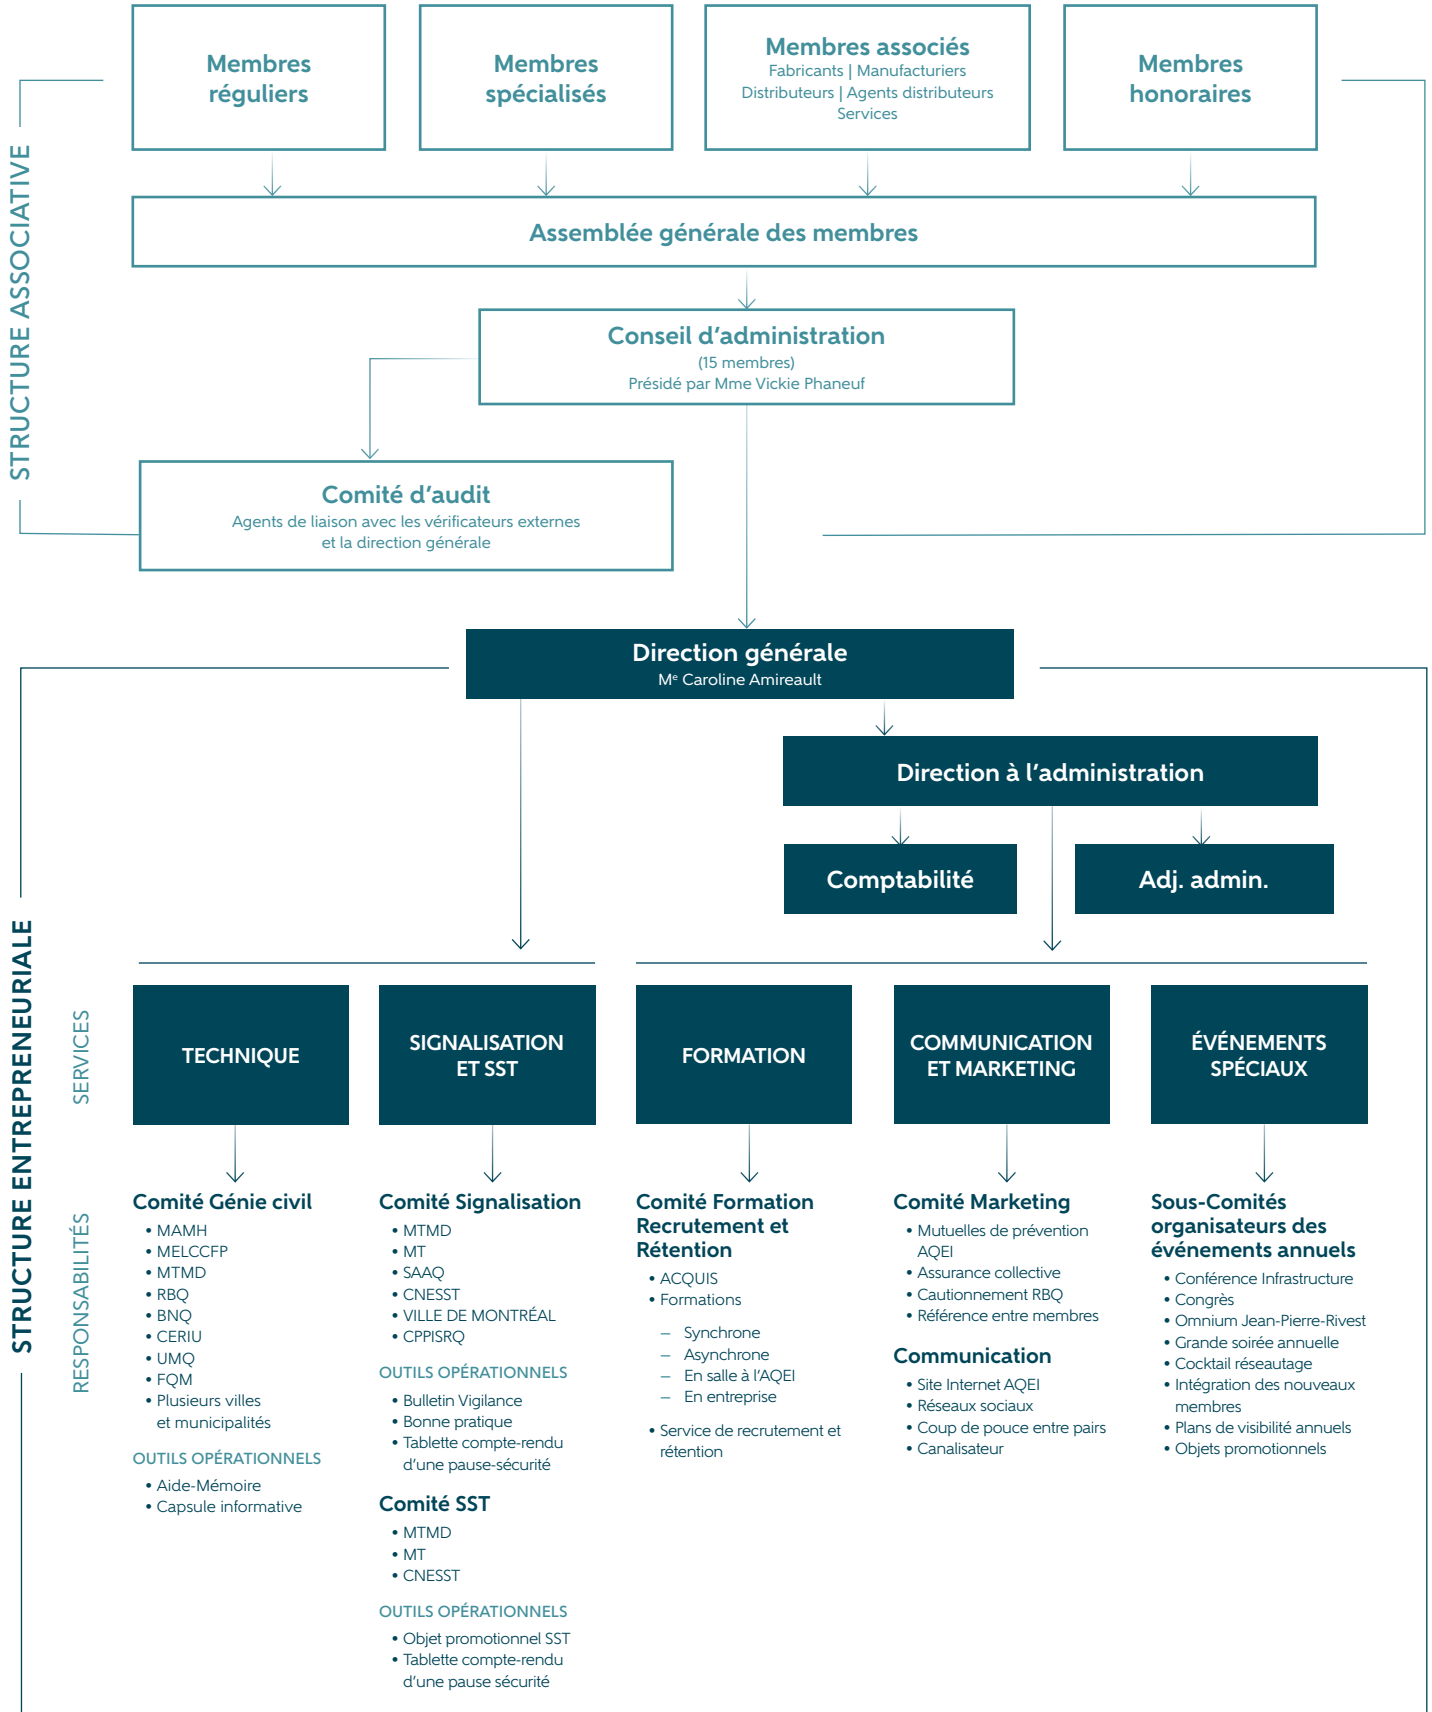 STRUCTURE ASSOCIATIVE
Membres
réguliers
Membres
spécialisés
Membres associés
Fabricants | Manufacturiers
Distributeurs | Agents distributeurs
Services
Membres
honoraires
Assemblée générale des membres
Conseil d'administration
(15 membres)
Présidé par Mme Vickie Phaneuf
Comité d'audit
Agents de liaison avec les vérificateurs externes
et la direction générale
STRUCTURE ENTREPRENEURIALE
Direction générale
Mᵉ Caroline Amireault
Direction à l'administration
Comptabilité
Adj. admin.
SERVICES
TECHNIQUE
SIGNALISATION
ET SST
FORMATION
COMMUNICATION
ET MARKETING
ÉVÉNEMENTS
SPÉCIAUX
RESPONSABILITÉS
Comité Génie civil
• MAMH
• MELCCFP
• MTMD
• RBQ
• BNQ
• CERIU
• UMQ
• FQM
• Plusieurs villes
et municipalités
OUTILS OPÉRATIONNELS
• Aide-Mémoire
• Capsule informative
Comité Signalisation
• MTMD
• MT
• SAAQ
• CNESST
• VILLE DE MONTRÉAL
• CPPISRQ
OUTILS OPÉRATIONNELS
• Bulletin Vigilance
• Bonne pratique
• Tablette compte-rendu
d'une pause-sécurité
Comité SST
• MTMD
• MT
• CNESST
OUTILS OPÉRATIONNELS
• Objet promotionnel SST
• Tablette compte-rendu
d'une pause sécurité
Comité Formation
Recrutement et
Rétention
• ACQUIS
• Formations
– Synchrone
– Asynchrone
– En salle à l'AQEI
– En entreprise
• Service de recrutement et
rétention
Comité Marketing
• Mutuelles de prévention
AQEI
• Assurance collective
• Cautionnement RBQ
• Référence entre membres
Communication
• Site Internet AQEI
• Réseaux sociaux
• Coup de pouce entre pairs
• Canalisateur
Sous-Comités
organisateurs des
événements annuels
• Conférence Infrastructure
• Congrès
• Omnium Jean-Pierre-Rivest
• Grande soirée annuelle
• Cocktail réseautage
• Intégration des nouveaux
membres
• Plans de visibilité annuels
• Objets promotionnels